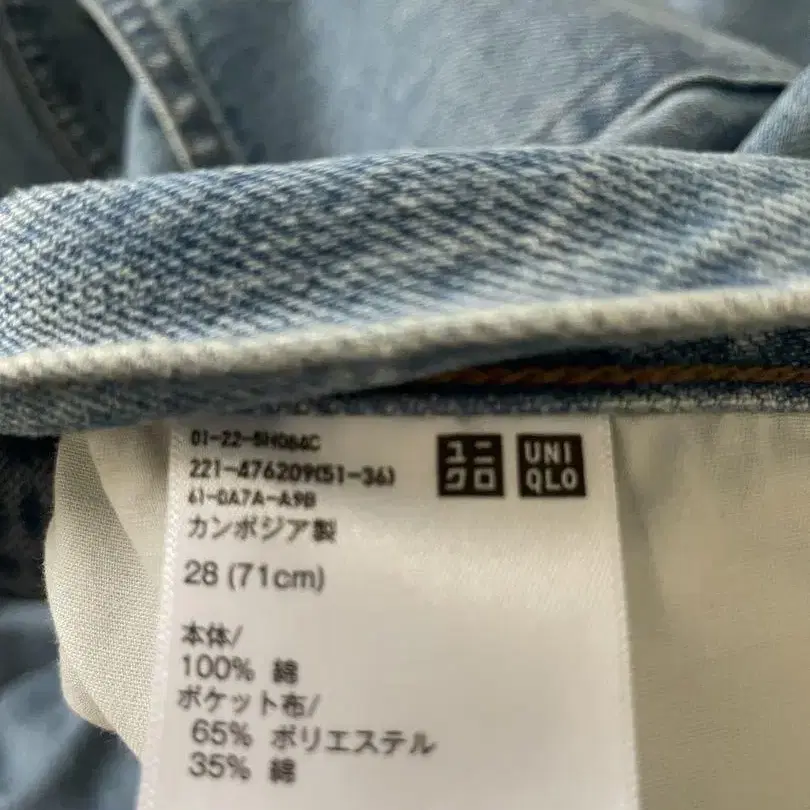 01-22-5H064C
221-476209(51-36)
61-0A7A-A9B
カンボジア製
28 (71cm)
本体/
100% 綿
ポケット布/
65% ポリエステル
35% 綿
ユニ
クロ
UNI
QLO